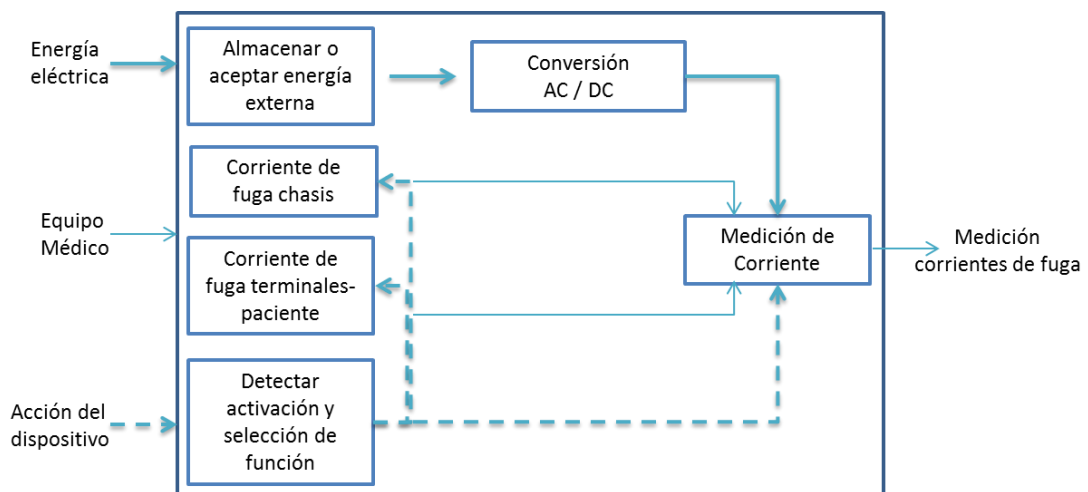 Energía
eléctrica
Almacenar o
aceptar energía
externa
Conversión
AC / DC
Corriente de
fuga chasis
Equipo
Médico
Corriente de
fuga terminales-
paciente
Medición de
Corriente
Medición
corrientes de fuga
Acción del
dispositivo
Detectar
activación y
selección de
función